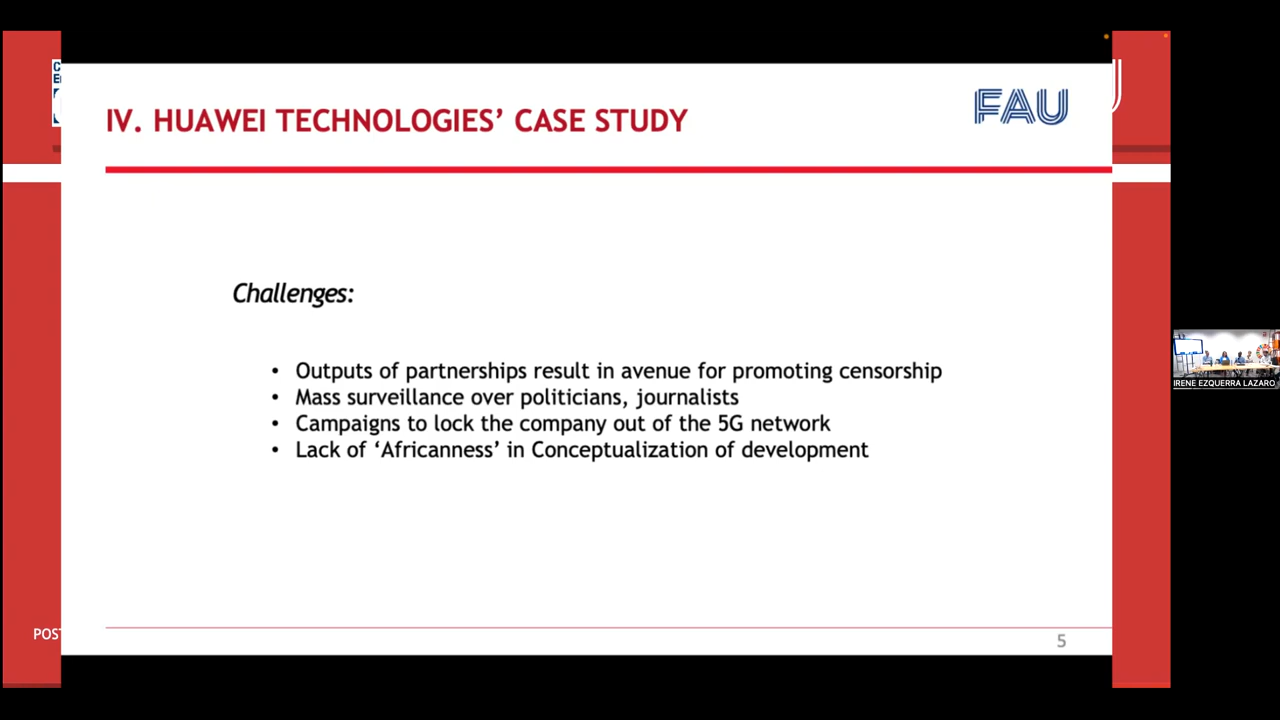 IV. HUAWEI TECHNOLOGIES’ CASE STUDY
FAU
Challenges:
• Outputs of partnerships result in avenue for promoting censorship
• Mass surveillance over politicians, journalists
• Campaigns to lock the company out of the 5G network
• Lack of ‘Africanness’ in Conceptualization of development
POST
5
IRENE EZQUERRA LAZARO